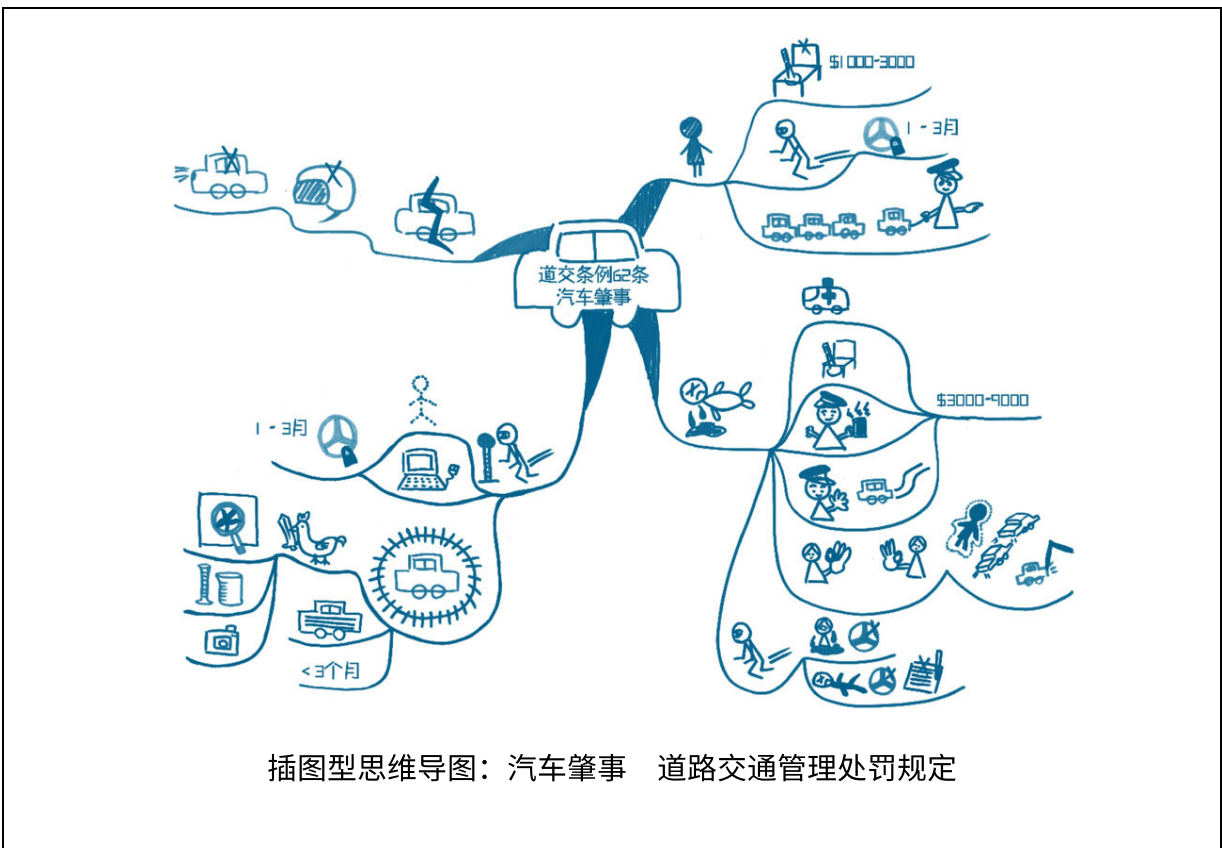 $1000-3000
1-3月
道交条例62条
汽车肇事
$3000-9000
1-3月
<3个月
插图型思维导图：汽车肇事　道路交通管理处罚规定